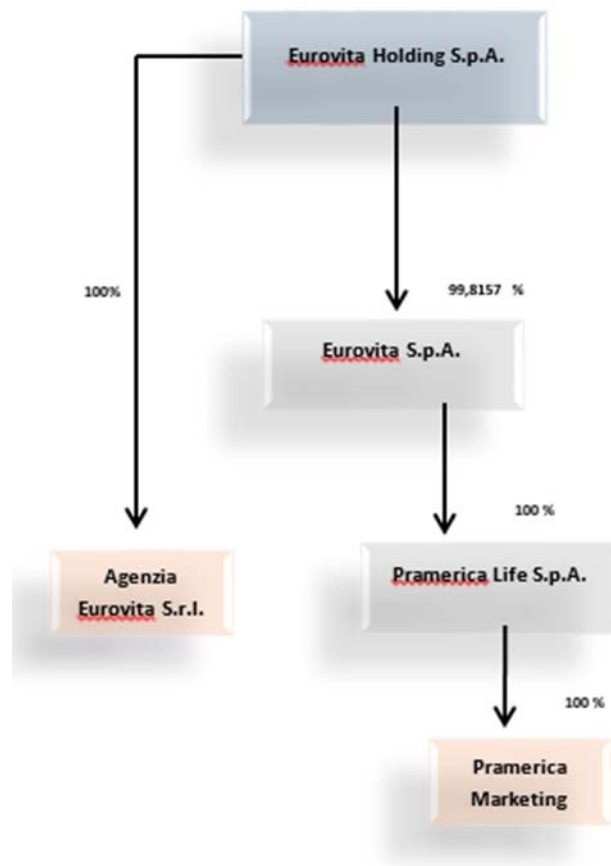 Eurovita Holding S.p.A.
100%
99,8157 %
Eurovita S.p.A.
100 %
Agenzia
Eurovita S.r.l.
Pramerica Life S.p.A.
100 %
Pramerica
Marketing